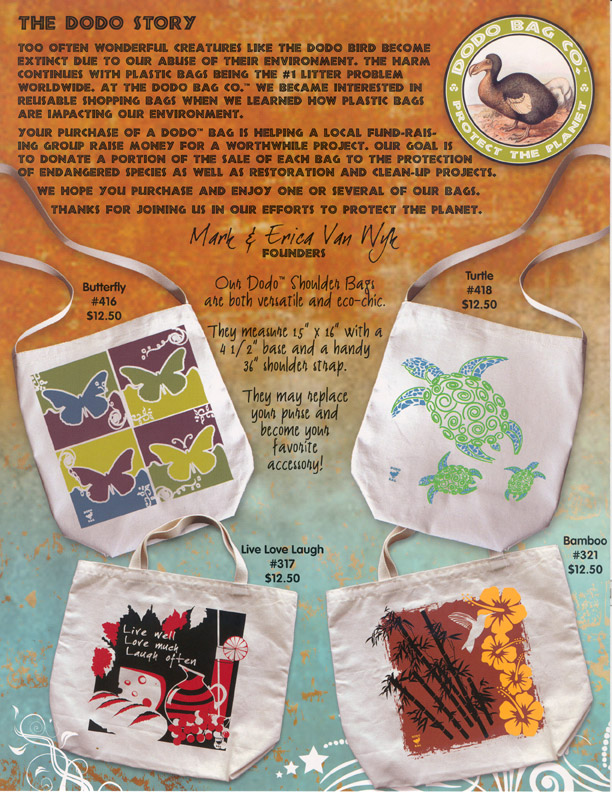 THE DODO STORY
TOO OFTEN WONDERFUL CREATURES LIKE THE DODO BIRD BECOME
EXTINCT DUE TO OUR ABUSE OF THEIR ENVIRONMENT. THE HARM
CONTINUES WITH PLASTIC BAGS BEING THE #1 LITTER PROBLEM
WORLDWIDE. AT THE DODO BAG CO.™ WE BECAME INTERESTED IN
REUSABLE SHOPPING BAGS WHEN WE LEARNED HOW PLASTIC BAGS
ARE IMPACTING OUR ENVIRONMENT.
YOUR PURCHASE OF A DODO™ BAG IS HELPING A LOCAL FUND-RAIS-
ING GROUP RAISE MONEY FOR A WORTHWHILE PROJECT. OUR GOAL IS
TO DONATE A PORTION OF THE SALE OF EACH BAG TO THE PROTECTION
OF ENDANGERED SPECIES AS WELL AS RESTORATION AND CLEAN-UP PROJECTS.
WE HOPE YOU PURCHASE AND ENJOY ONE OR SEVERAL OF OUR BAGS.
THANKS FOR JOINING US IN OUR EFFORTS TO PROTECT THE PLANET.
DODO BAG CO.
PROTECT THE PLANET
Mark & Erica Van Wyk
FOUNDERS
Butterfly
#416
$12.50
Our Dodo™ Shoulder Bags
are both versatile and eco-chic.
They measure 15" x 16" with a
4 1/2" base and a handy
36" shoulder strap.
They may replace
your purse and
become your
favorite
accessory!
Turtle
#418
$12.50
Live Love Laugh
#317
$12.50
Live well
Love much
Laugh often
Bamboo
#321
$12.50